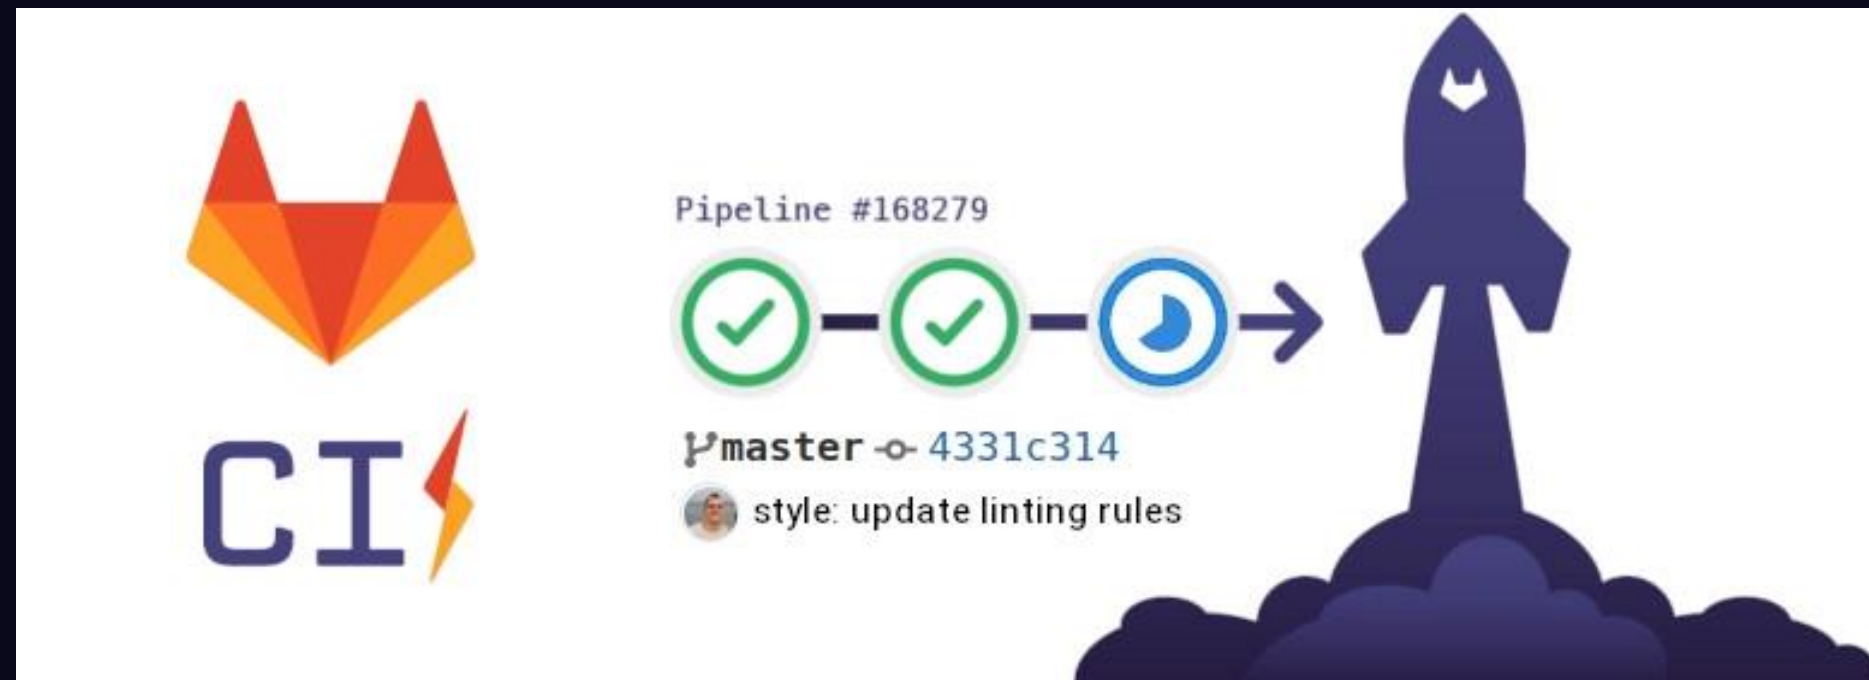 CI
Pipeline #168279
master 4331c314
style: update linting rules